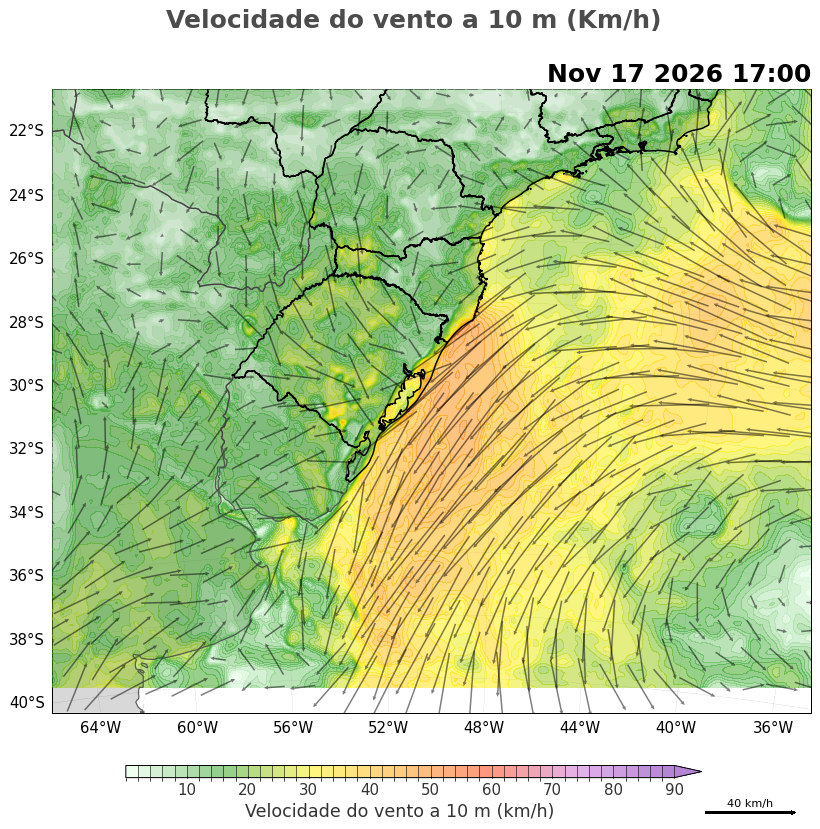 Velocidade do vento a 10 m (Km/h)
Nov 17 2026 17:00
22°S
24°S
26°S
28°S
30°S
32°S
34°S
36°S
38°S
40°S
64°W 60°W 56°W 52°W 48°W 44°W 40°W 36°W
10 20 30 40 50 60 70 80 90
Velocidade do vento a 10 m (km/h)
40 km/h